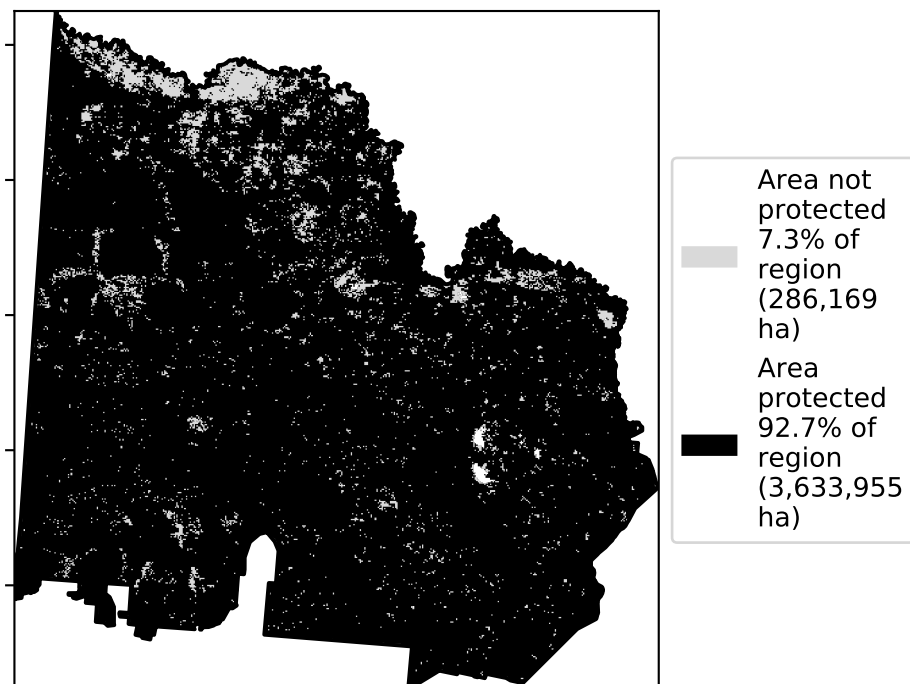 Area not
protected
7.3% of
region
(286,169
ha)
Area
protected
92.7% of
region
(3,633,955
ha)